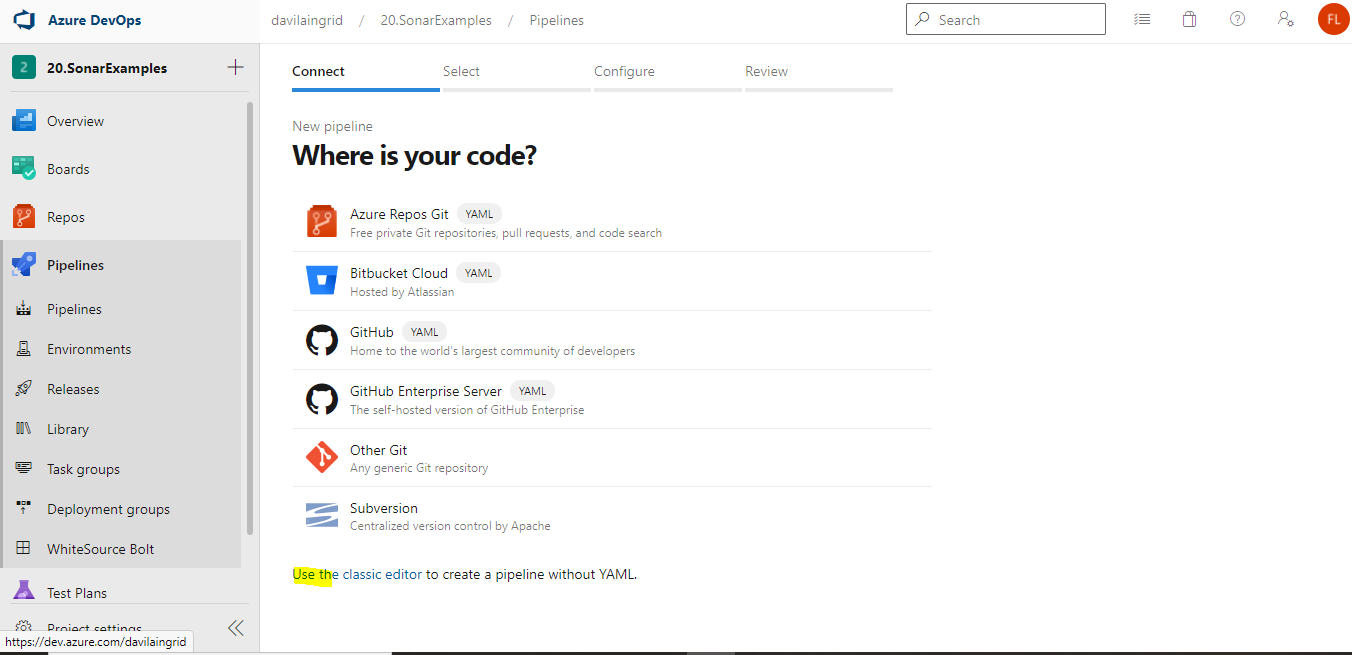 Azure DevOps
davilaingrid / 20.SonarExamples / Pipelines
Search
FL
2 20.SonarExamples
Overview
Boards
Repos
Pipelines
Pipelines
Environments
Releases
Library
Task groups
Deployment groups
WhiteSource Bolt
Test Plans
Project settings
https://dev.azure.com/davilaingrid
Connect
Select
Configure
Review
New pipeline
Where is your code?
Azure Repos Git YAML
Free private Git repositories, pull requests, and code search
Bitbucket Cloud YAML
Hosted by Atlassian
GitHub YAML
Home to the world's largest community of developers
GitHub Enterprise Server YAML
The self-hosted version of GitHub Enterprise
Other Git
Any generic Git repository
Subversion
Centralized version control by Apache
Use the classic editor to create a pipeline without YAML.